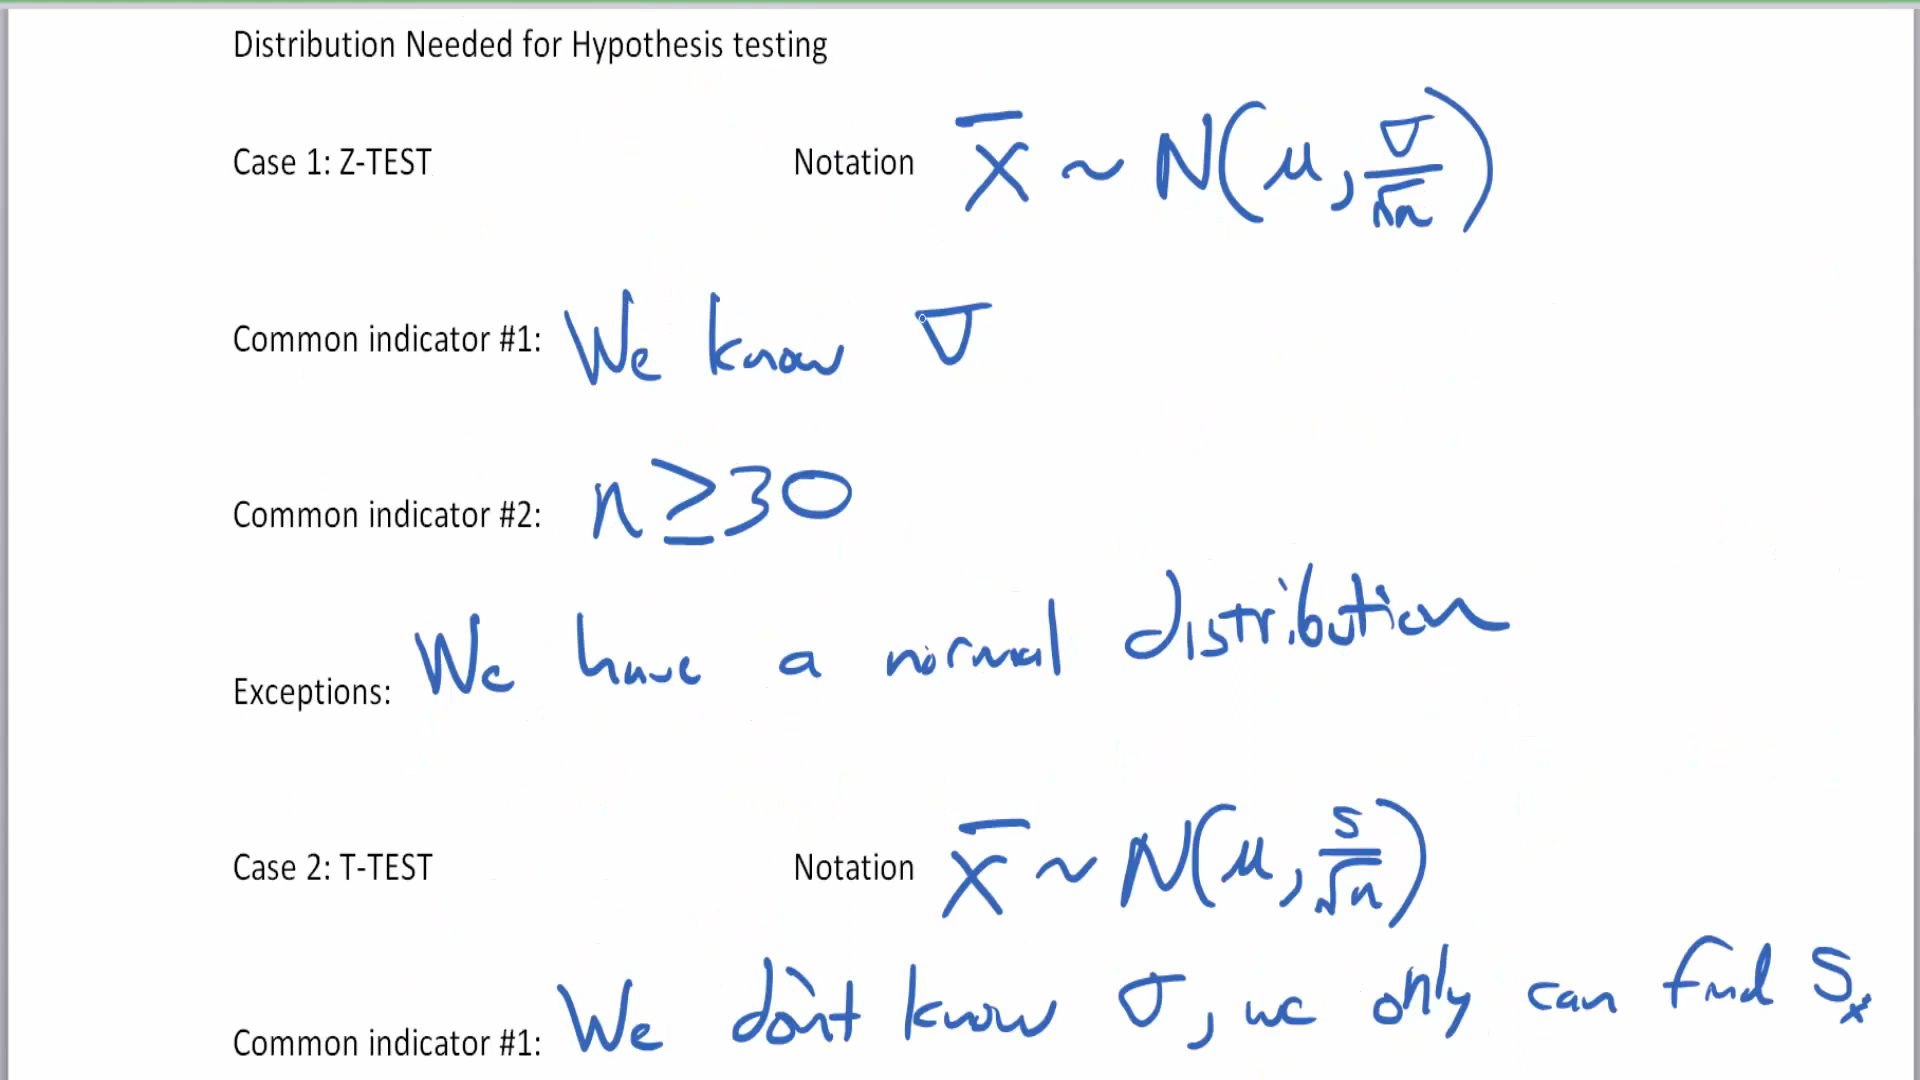 Distribution Needed for Hypothesis testing
Case 1: Z-TEST Notation X̄ ~ N(μ, σ/√n)
Common indicator #1: We know σ
Common indicator #2: n ≥ 30
Exceptions: We have a normal distribution
Case 2: T-TEST Notation X̄ ~ N(μ, s/√n)
Common indicator #1: We don't know σ, we only can find Sx